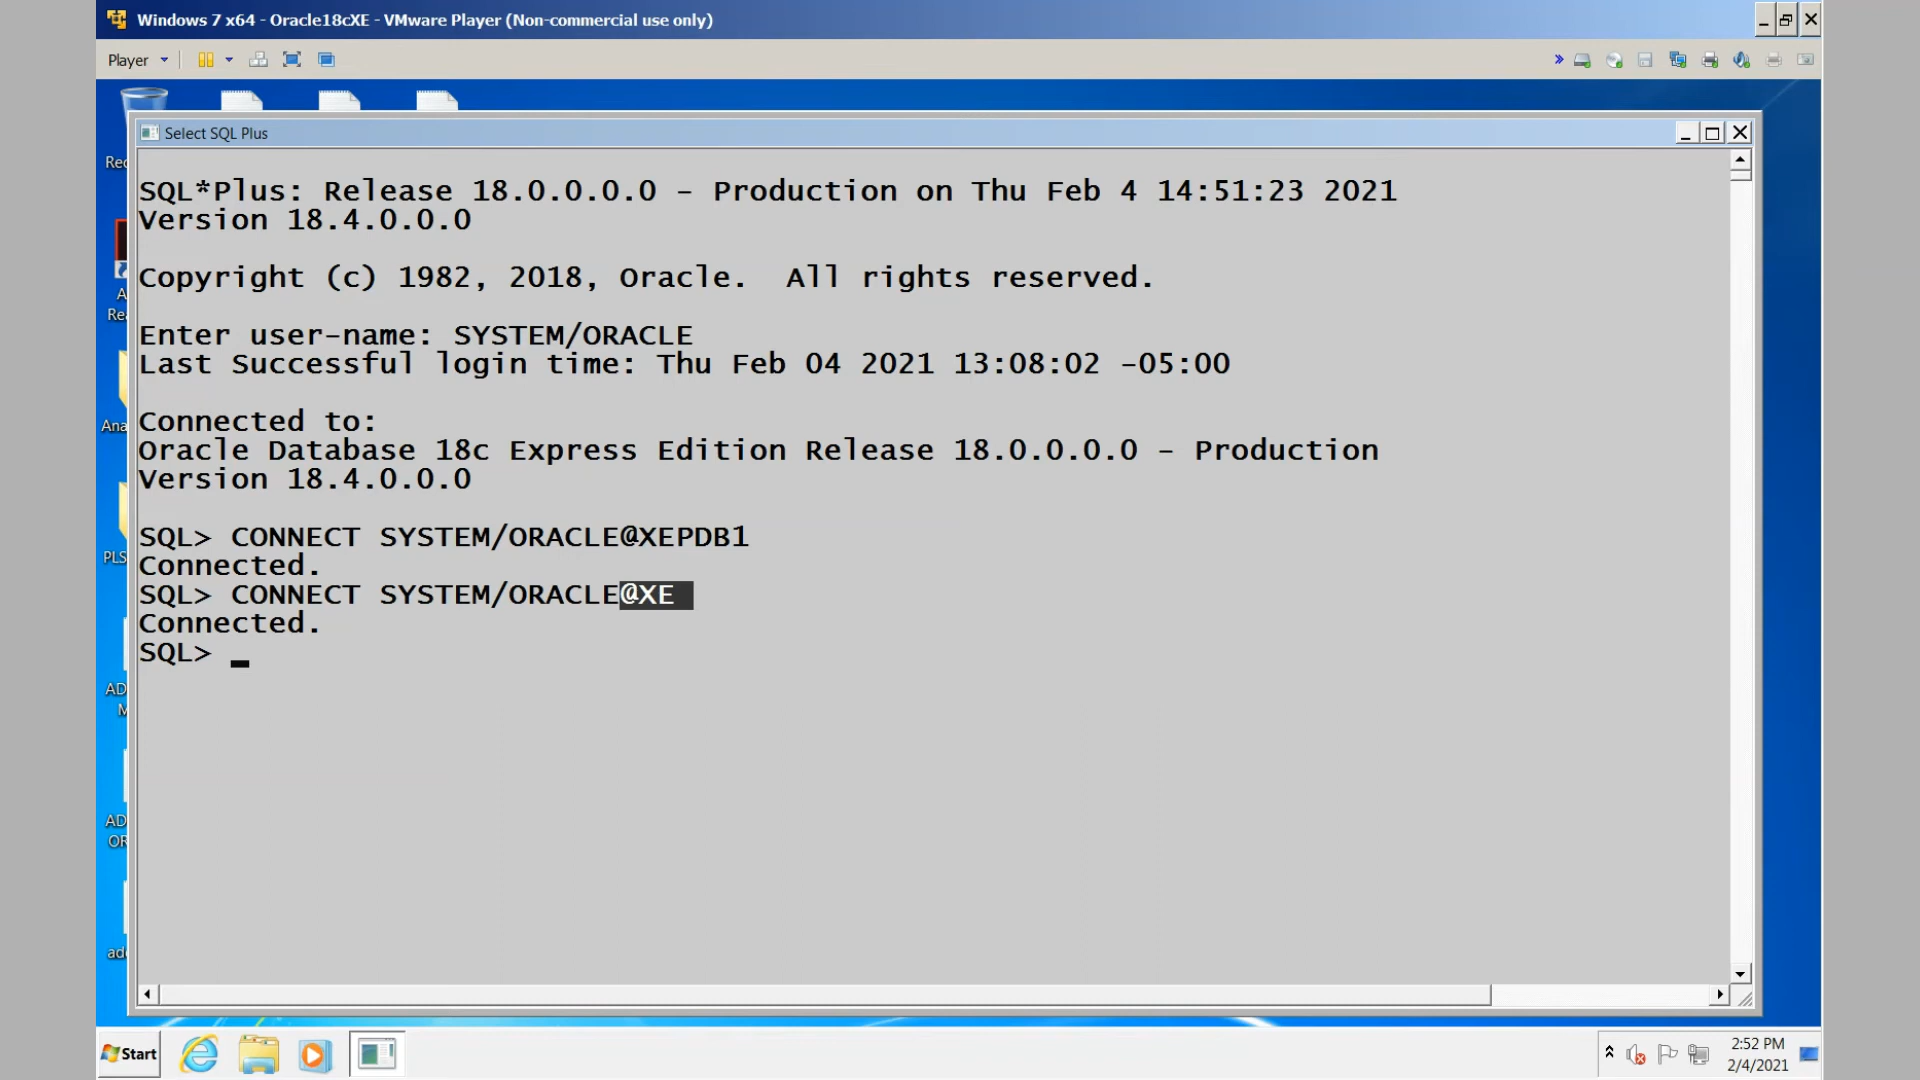 Windows 7 x64 - Oracle18cXE - VMware Player (Non-commercial use only)
Player
Select SQL Plus
SQL*Plus: Release 18.0.0.0.0 - Production on Thu Feb 4 14:51:23 2021
Version 18.4.0.0.0
Copyright (c) 1982, 2018, Oracle.  All rights reserved.
Enter user-name: SYSTEM/ORACLE
Last Successful login time: Thu Feb 04 2021 13:08:02 -05:00
Connected to:
Oracle Database 18c Express Edition Release 18.0.0.0.0 - Production
Version 18.4.0.0.0
SQL> CONNECT SYSTEM/ORACLE@XEPDB1
Connected.
SQL> CONNECT SYSTEM/ORACLE@XE
Connected.
SQL>
Start
2:52 PM
2/4/2021